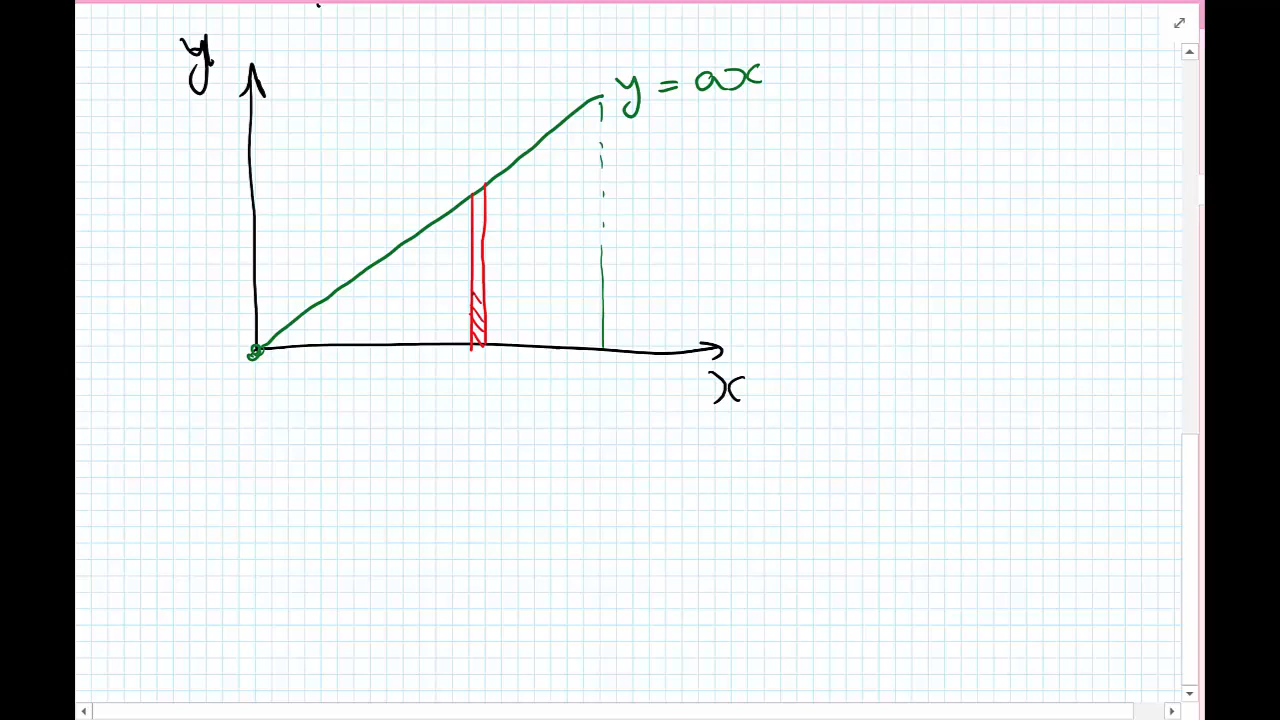 y
y = ax
x